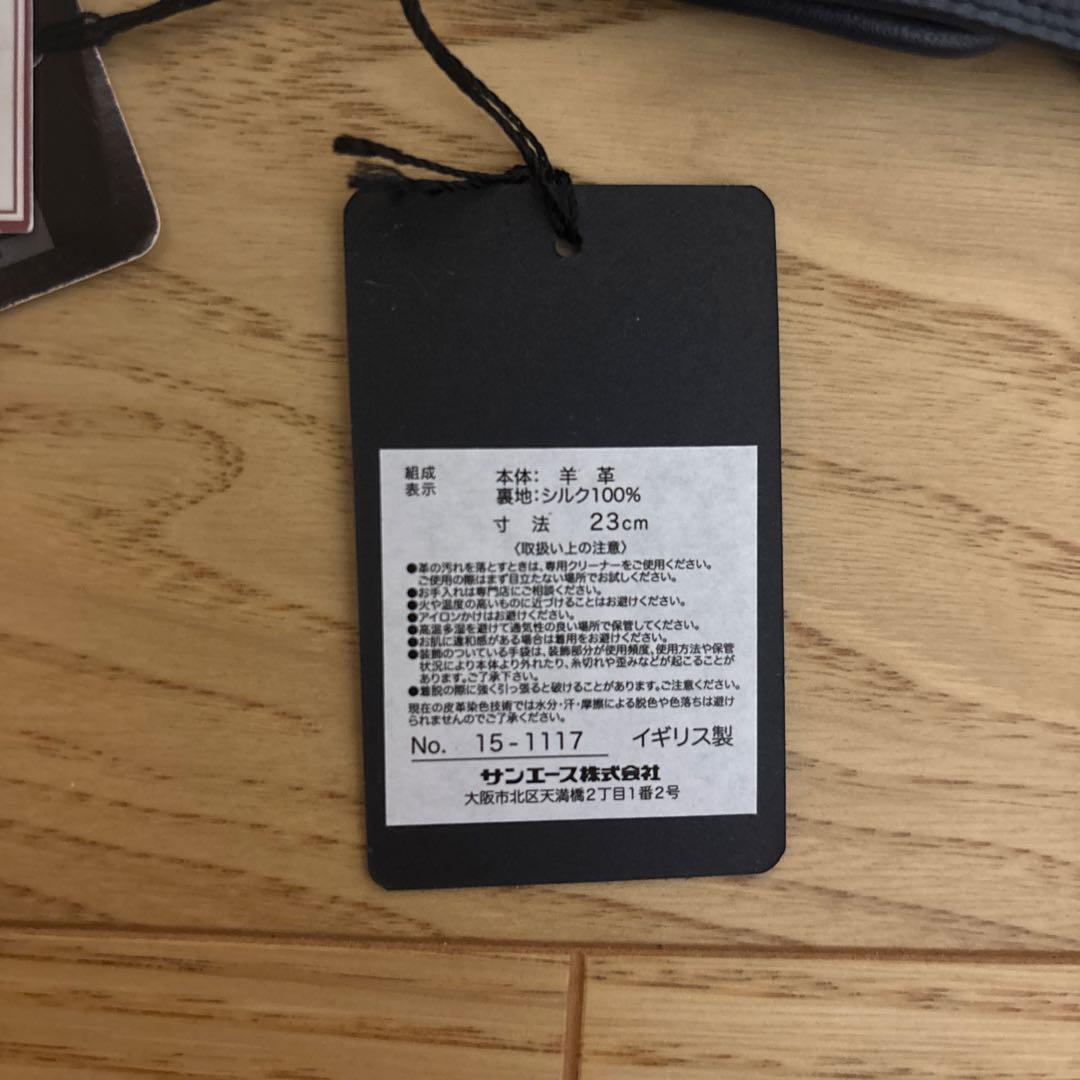 組成
表示
本体: 羊 革
裏地:シルク100%
寸 法 23cm
〈取扱い上の注意〉
●革の汚れを落とすときは、専用クリーナーをご使用ください。
ご使用の際はまず目立たない場所でお試しください。
●お手入れは専門店にご相談ください。
●火や温度の高いものに近づけることはお避けください。
●アイロンかけはお避けください。
●高温多湿を避けて通気性の良い場所で保管してください。
●お肌に違和感がある場合は着用をお避けください。
●装飾のついている手袋は、装飾部分が使用頻度、使用方法や保管
状況により本体より外れたり、糸切れや歪みなどが起こることが
あります。ご了承下さい。
●着脱の際に強く引っ張ると破けることがあります。ご注意ください。
現在の皮革染色技術では水分・汗・摩擦による脱色や色落ちは避け
られませんのでご了承ください。
No. 15-1117 イギリス製
サンエース株式会社
大阪市北区天満橋2丁目1番2号